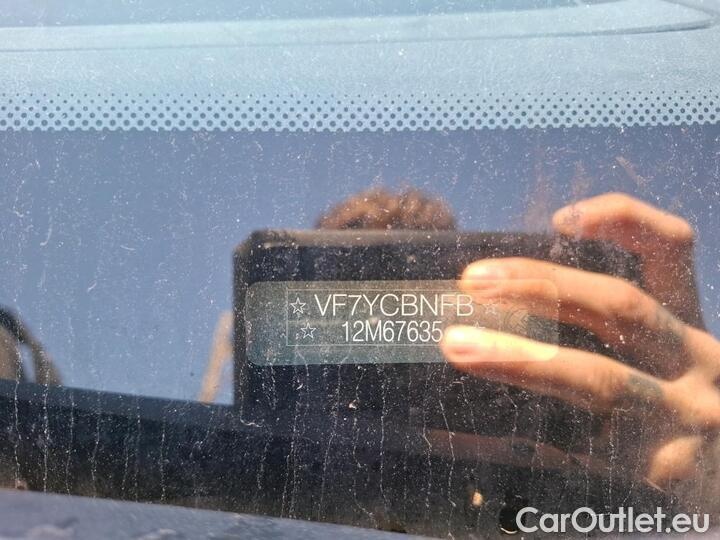 ☆ VF7YCBNFB ☆
☆ 12M67635 ☆
CarOutlet.eu